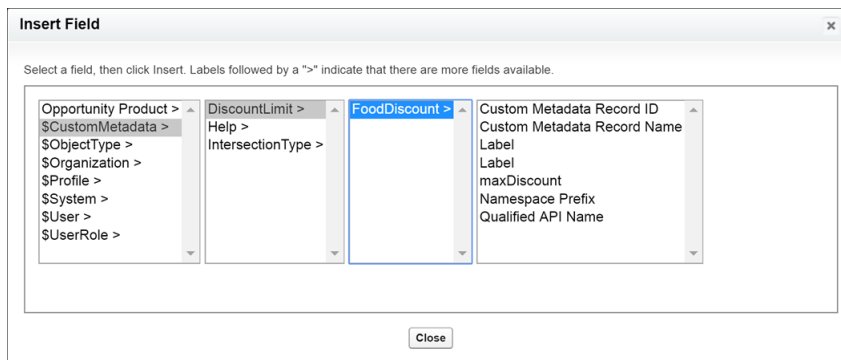 Insert Field
×
Select a field, then click Insert. Labels followed by a ">" indicate that there are more fields available.
Opportunity Product >
$CustomMetadata >
$ObjectType >
$Organization >
$Profile >
$System >
$User >
$UserRole >
DiscountLimit >
Help >
IntersectionType >
FoodDiscount >
Custom Metadata Record ID
Custom Metadata Record Name
Label
Label
maxDiscount
Namespace Prefix
Qualified API Name
Close